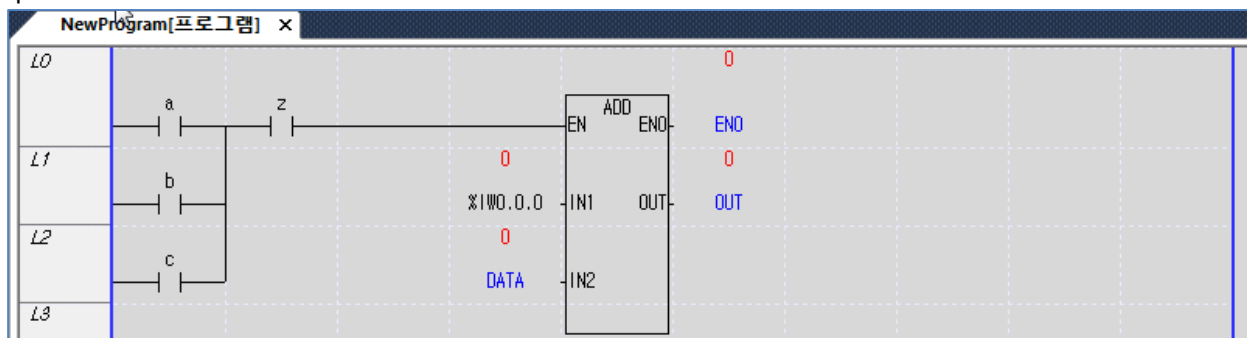 NewProgram[프로그램] ×
L0
0
a
z
ADD
EN
ENO
ENO
L1
0
0
b
%IW0.0.0
IN1
OUT
OUT
L2
0
c
DATA
IN2
L3